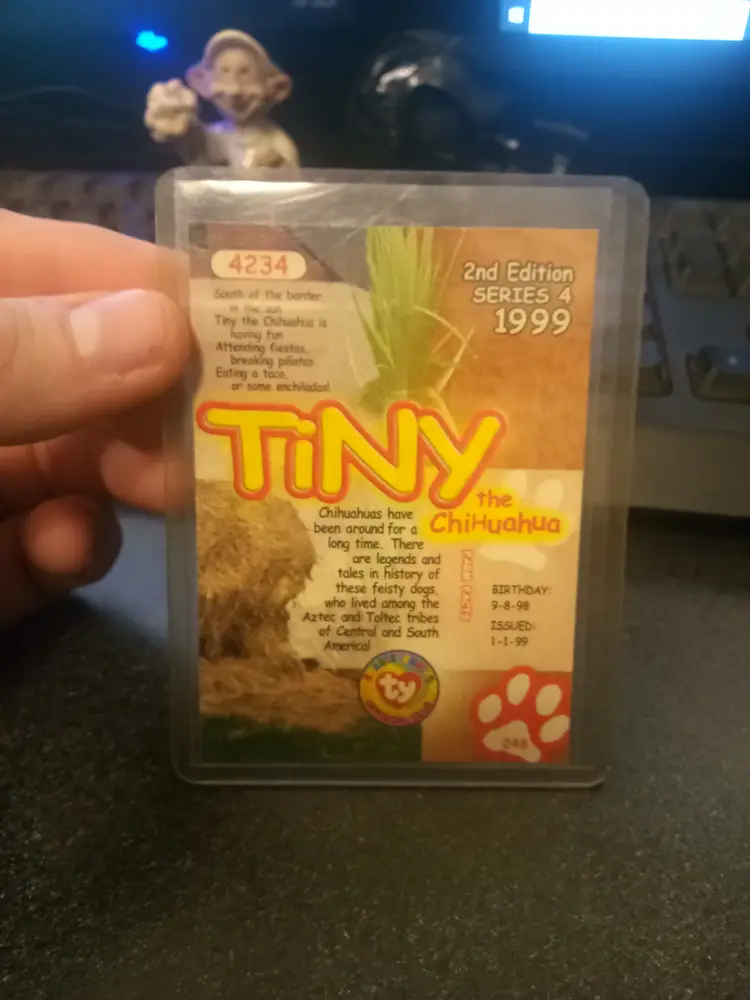 4234
2nd Edition
SERIES 4
1999
South of the border,
in the sun
Tiny the Chihuahua is
having fun
Attending fiestas,
breaking piñatas
Eating a taco,
or some enchiladas!
TiNY
the
ChiHuahua
Chihuahuas have
been around for a
long time. There
are legends and
tales in history of
these feisty dogs,
who lived among the
Aztec and Toltec tribes
of Central and South
America!
FARM FACTS
BIRTHDAY:
9-8-98
ISSUED:
1-1-99
ty
248